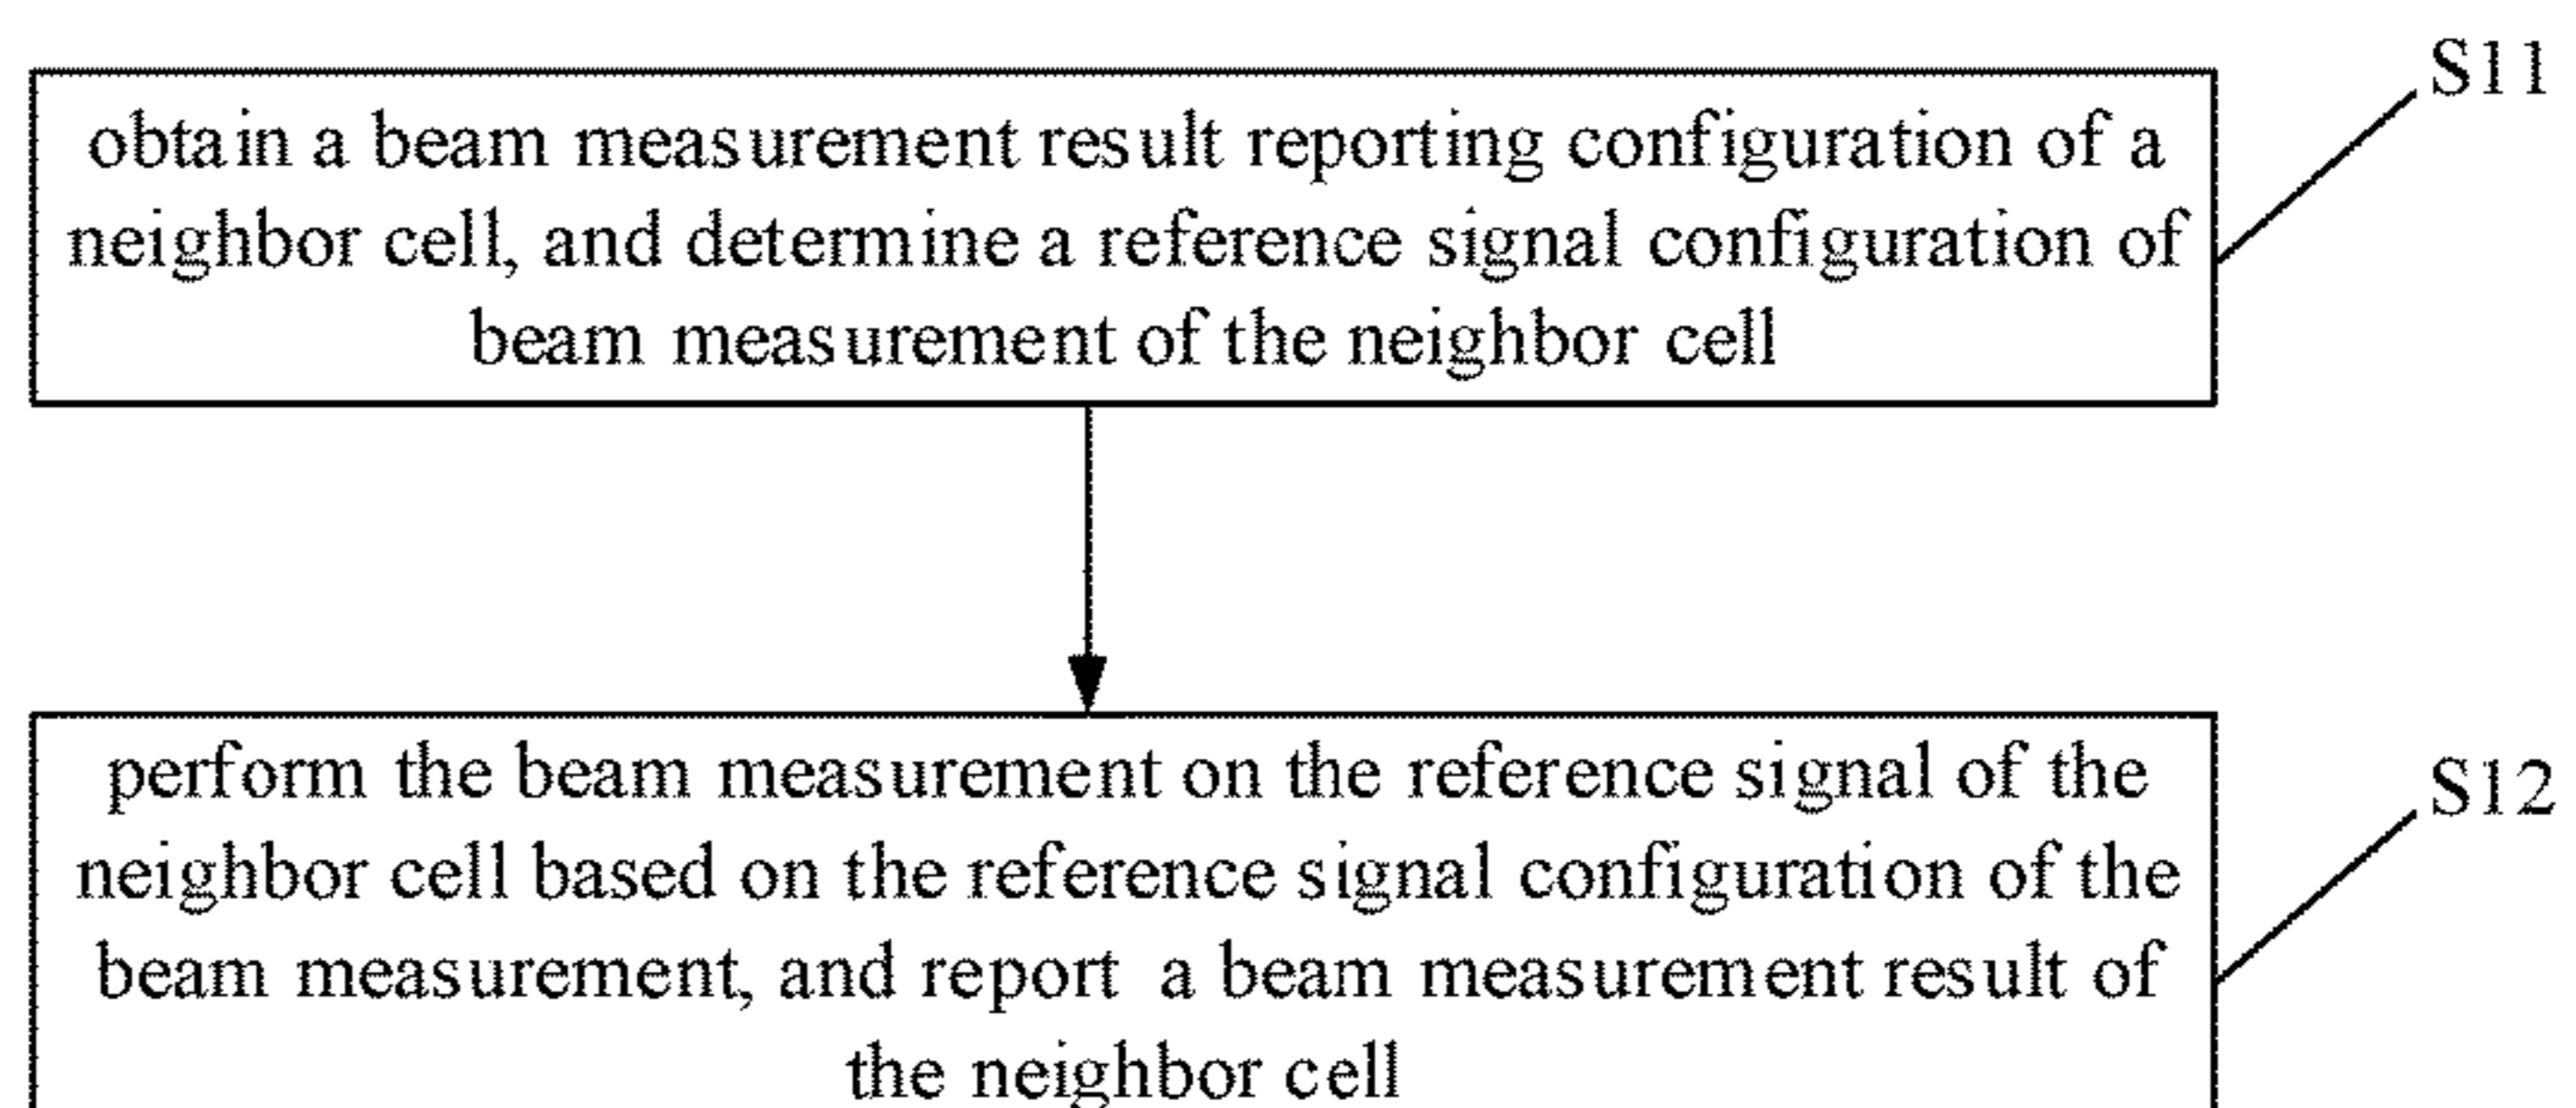 S11
obtain a beam measurement result reporting configuration of a
neighbor cell, and determine a reference signal configuration of
beam measurement of the neighbor cell
perform the beam measurement on the reference signal of the
S12
neighbor cell based on the reference signal configuration of the
beam measurement, and report a beam measurement result of
the neighbor cell